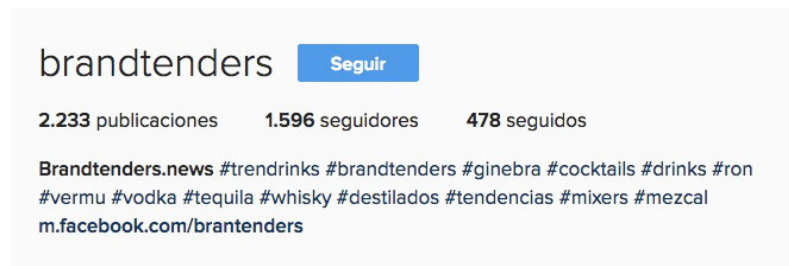 brandtenders Seguir
2.233 publicaciones 1.596 seguidores 478 seguidos
Brandtenders.news #trendrinks #brandtenders #ginebra #cocktails #drinks #ron
#vermu #vodka #tequila #whisky #destilados #tendencias #mixers #mezcal
m.facebook.com/brantenders